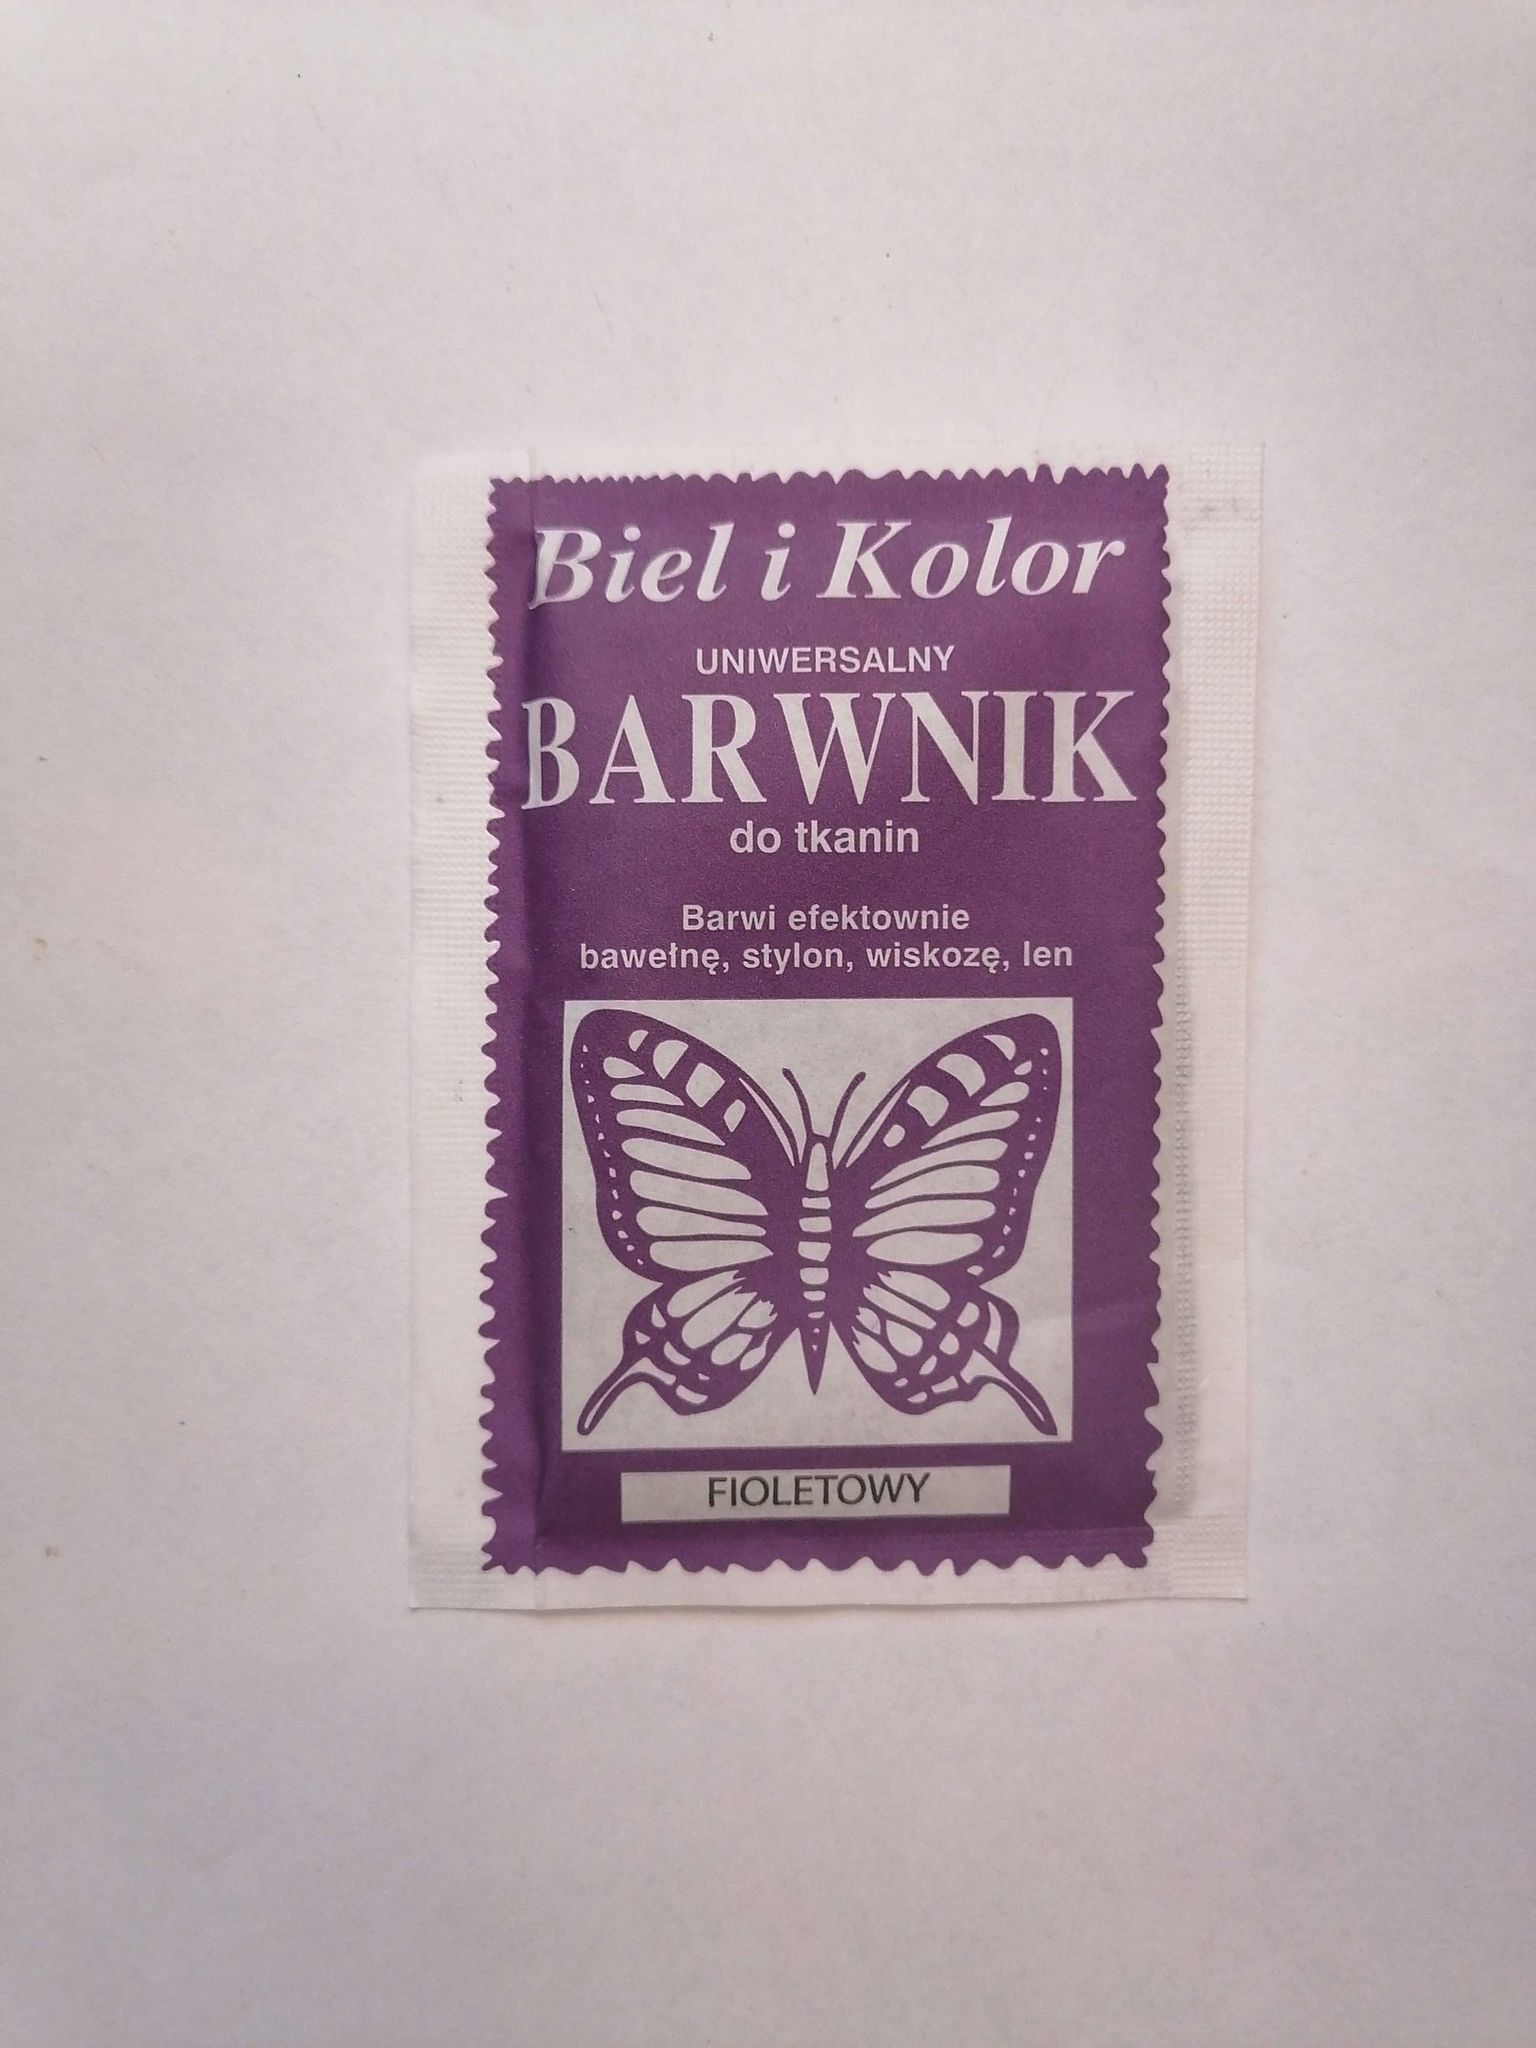 Biel i Kolor
UNIWERSALNY
BARWNIK
do tkanin
Barwi efektownie
bawełnę, stylon, wiskozę, len
FIOLETOWY